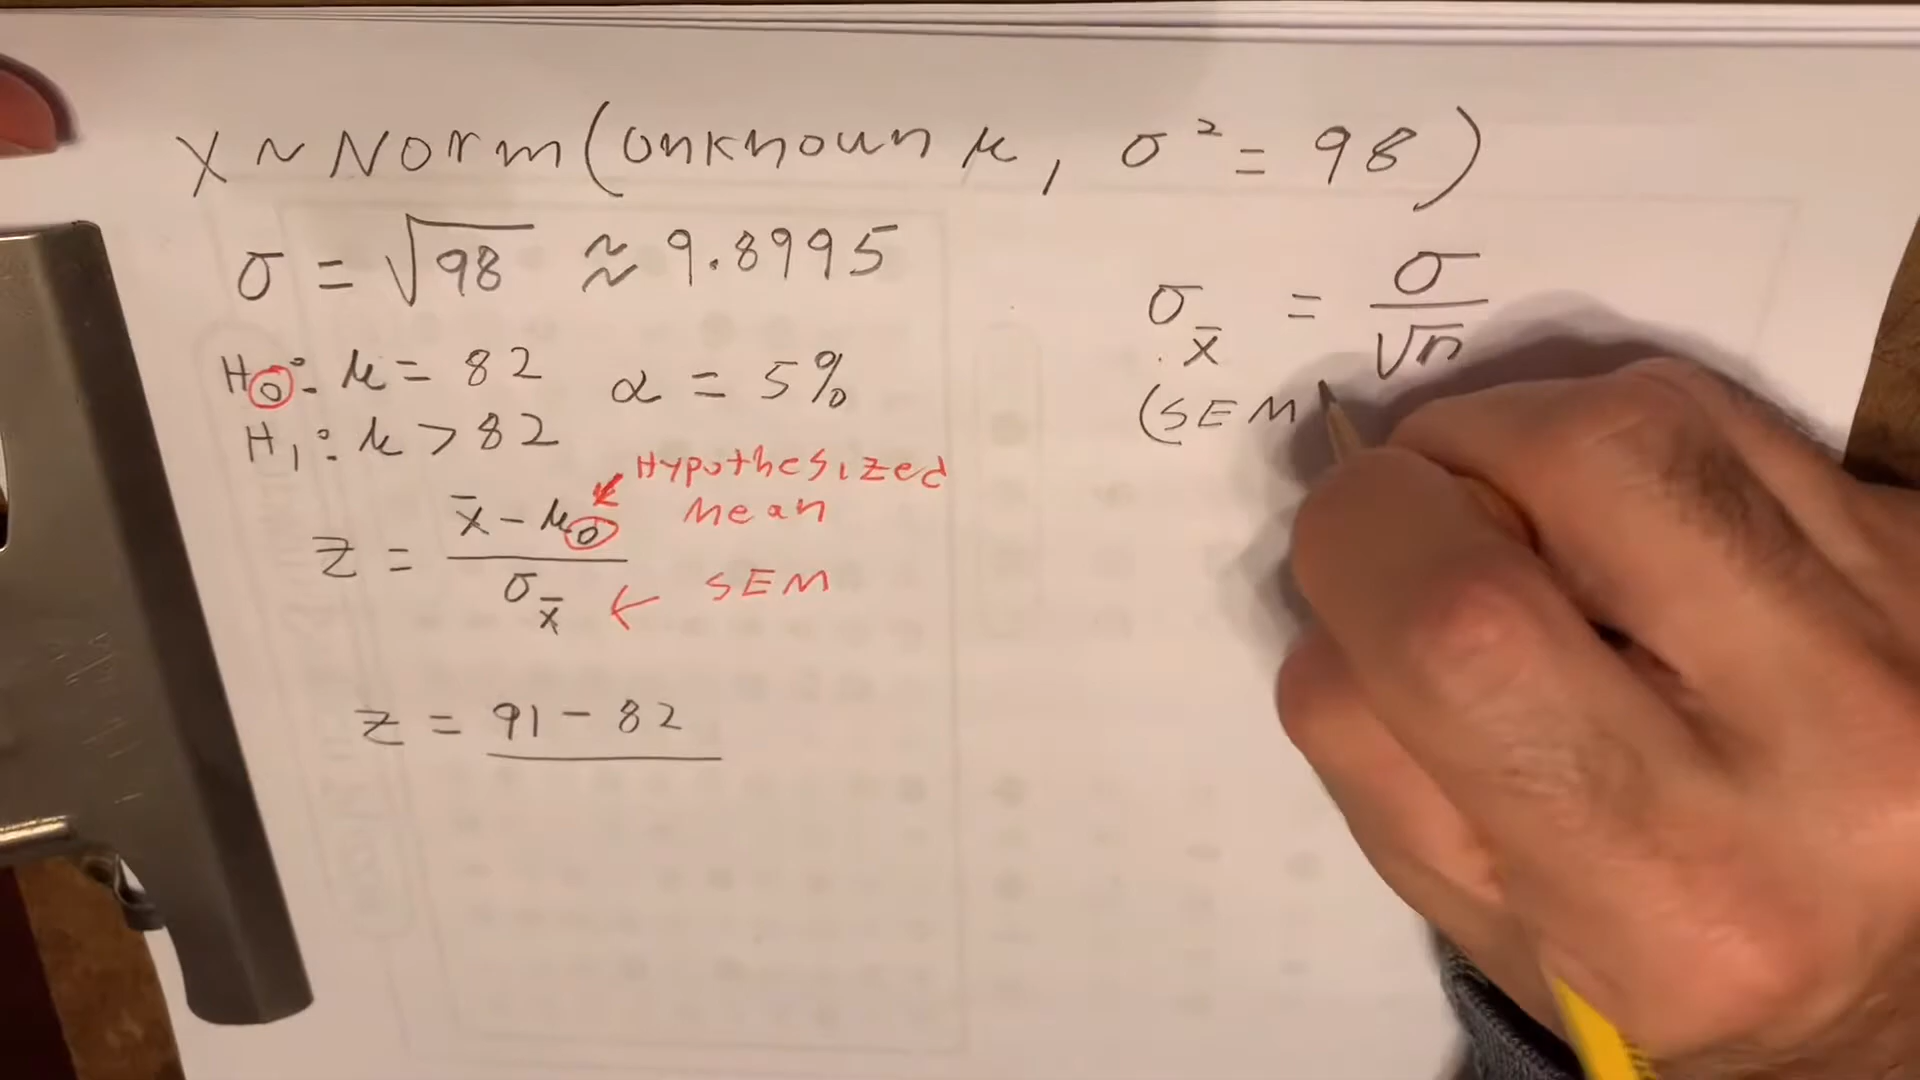 X ~ Norm(unknown μ, σ² = 98)
σ = √98 ≈ 9.8995
H₀: μ = 82
α = 5%
H₁: μ > 82
z = (x̄ − μ₀) / σx̄
Hypothesized
Mean
SEM
z = 91 − 82
σx̄ = σ / √n
(SEM